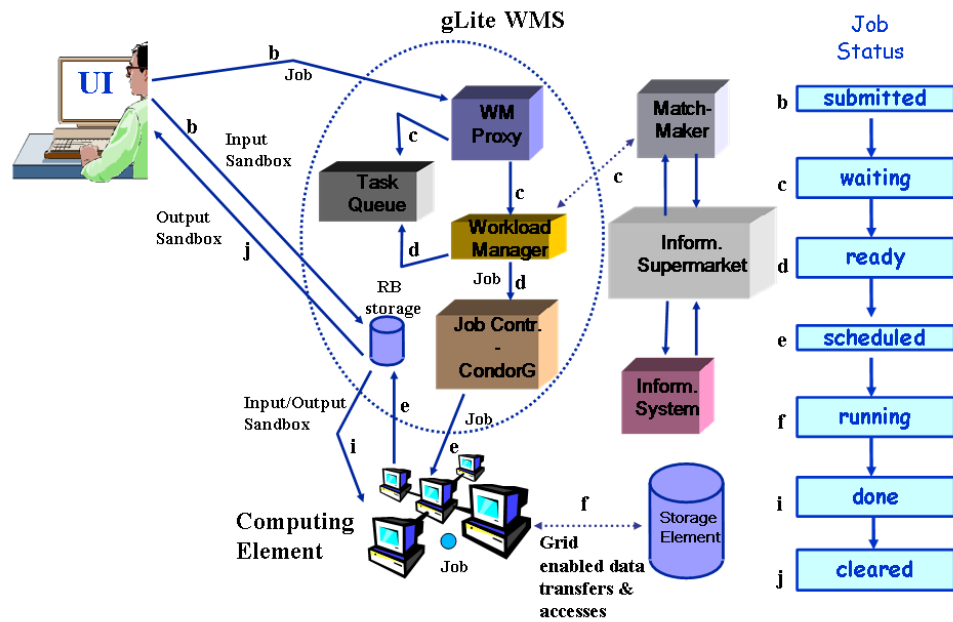 gLite WMS
Job
Status
UI
b
Job
b
Input
Sandbox
Output
Sandbox
j
WM
Proxy
c
Task
Queue
c
Workload
Manager
d
Job
d
RB
storage
Job Contr.
-
CondorG
Match-
Maker
c
Inform.
Supermarket
Inform.
System
Input/Output
Sandbox
i
e
Job
e
Computing
Element
Job
f
Grid
enabled data
transfers &
accesses
Storage
Element
b submitted
c waiting
d ready
e scheduled
f running
i done
j cleared